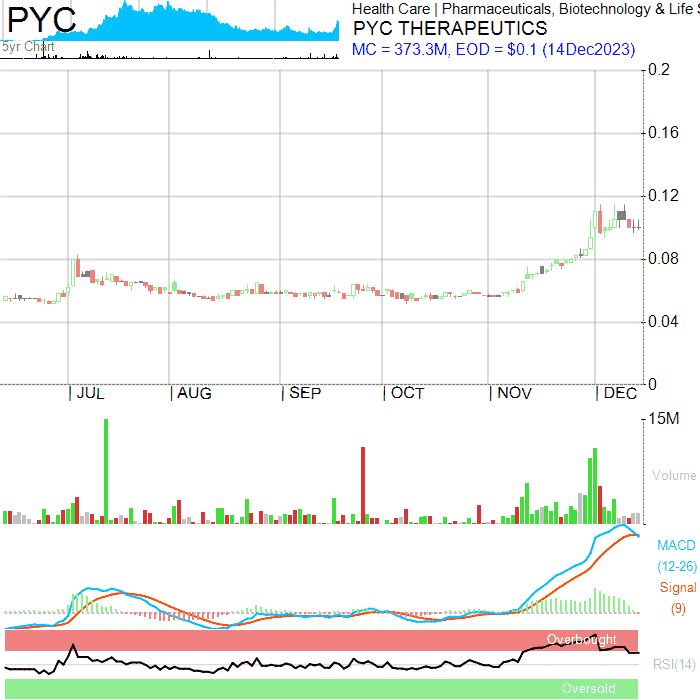 PYC
5yr Chart
Health Care | Pharmaceuticals, Biotechnology & Life S
PYC THERAPEUTICS
MC = 373.3M, EOD = $0.1 (14Dec2023)
0.2
0.16
0.12
0.08
0.04
0
| JUL | AUG | SEP | OCT | NOV | DEC
15M
Volume
MACD
(12-26)
Signal
(9)
Overbought
RSI(14)
Oversold